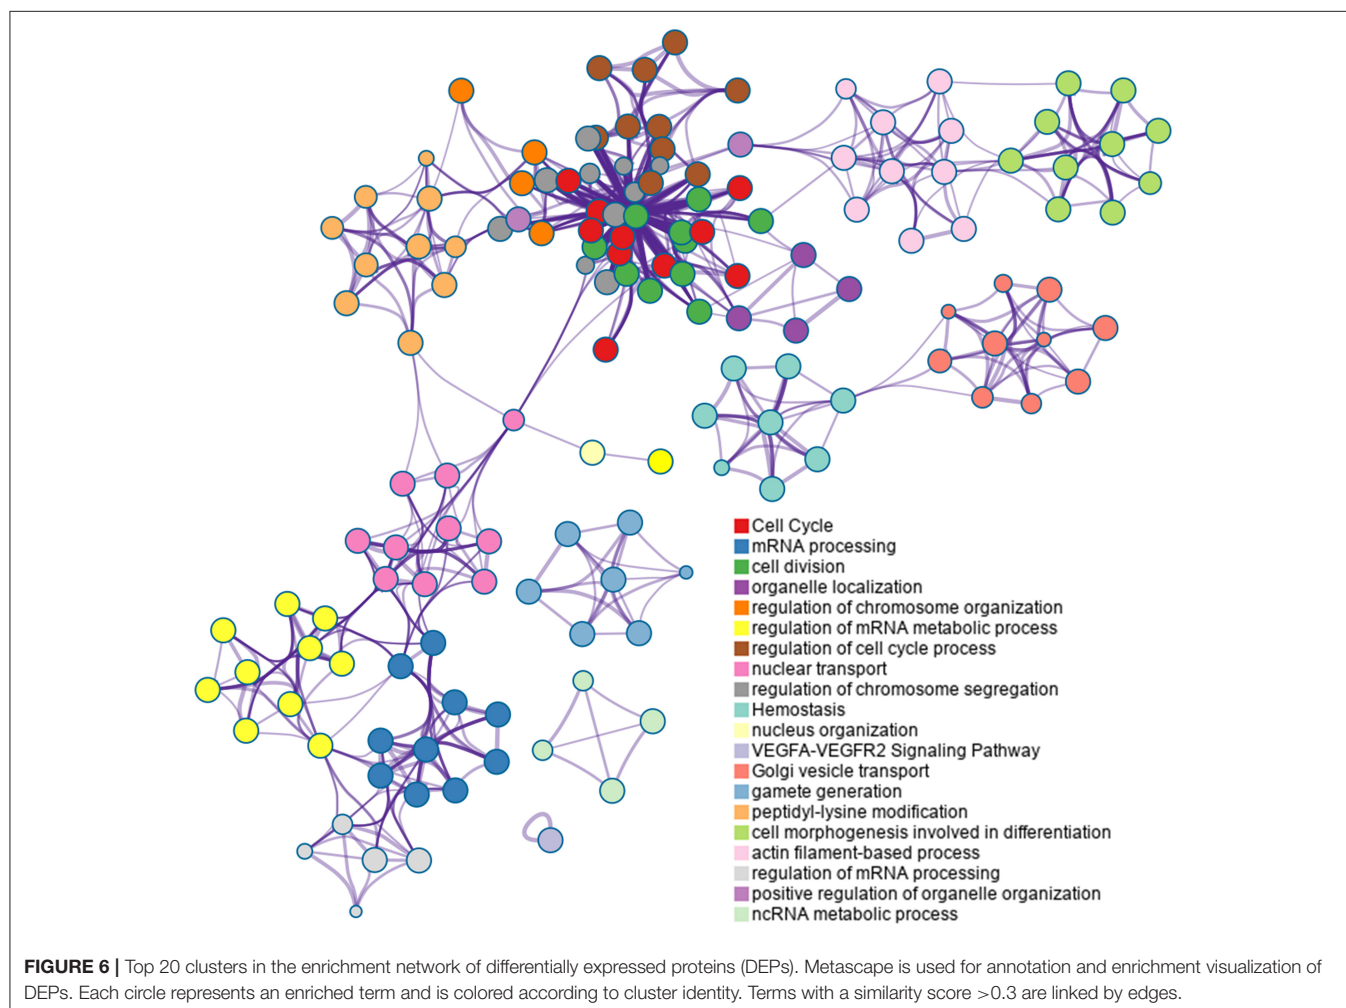 Cell Cycle
mRNA processing
cell division
organelle localization
regulation of chromosome organization
regulation of mRNA metabolic process
regulation of cell cycle process
nuclear transport
regulation of chromosome segregation
Hemostasis
nucleus organization
VEGFA-VEGFR2 Signaling Pathway
Golgi vesicle transport
gamete generation
peptidyl-lysine modification
cell morphogenesis involved in differentiation
actin filament-based process
regulation of mRNA processing
positive regulation of organelle organization
ncRNA metabolic process
FIGURE 6 | Top 20 clusters in the enrichment network of differentially expressed proteins (DEPs). Metascape is used for annotation and enrichment visualization of
DEPs. Each circle represents an enriched term and is colored according to cluster identity. Terms with a similarity score >0.3 are linked by edges.